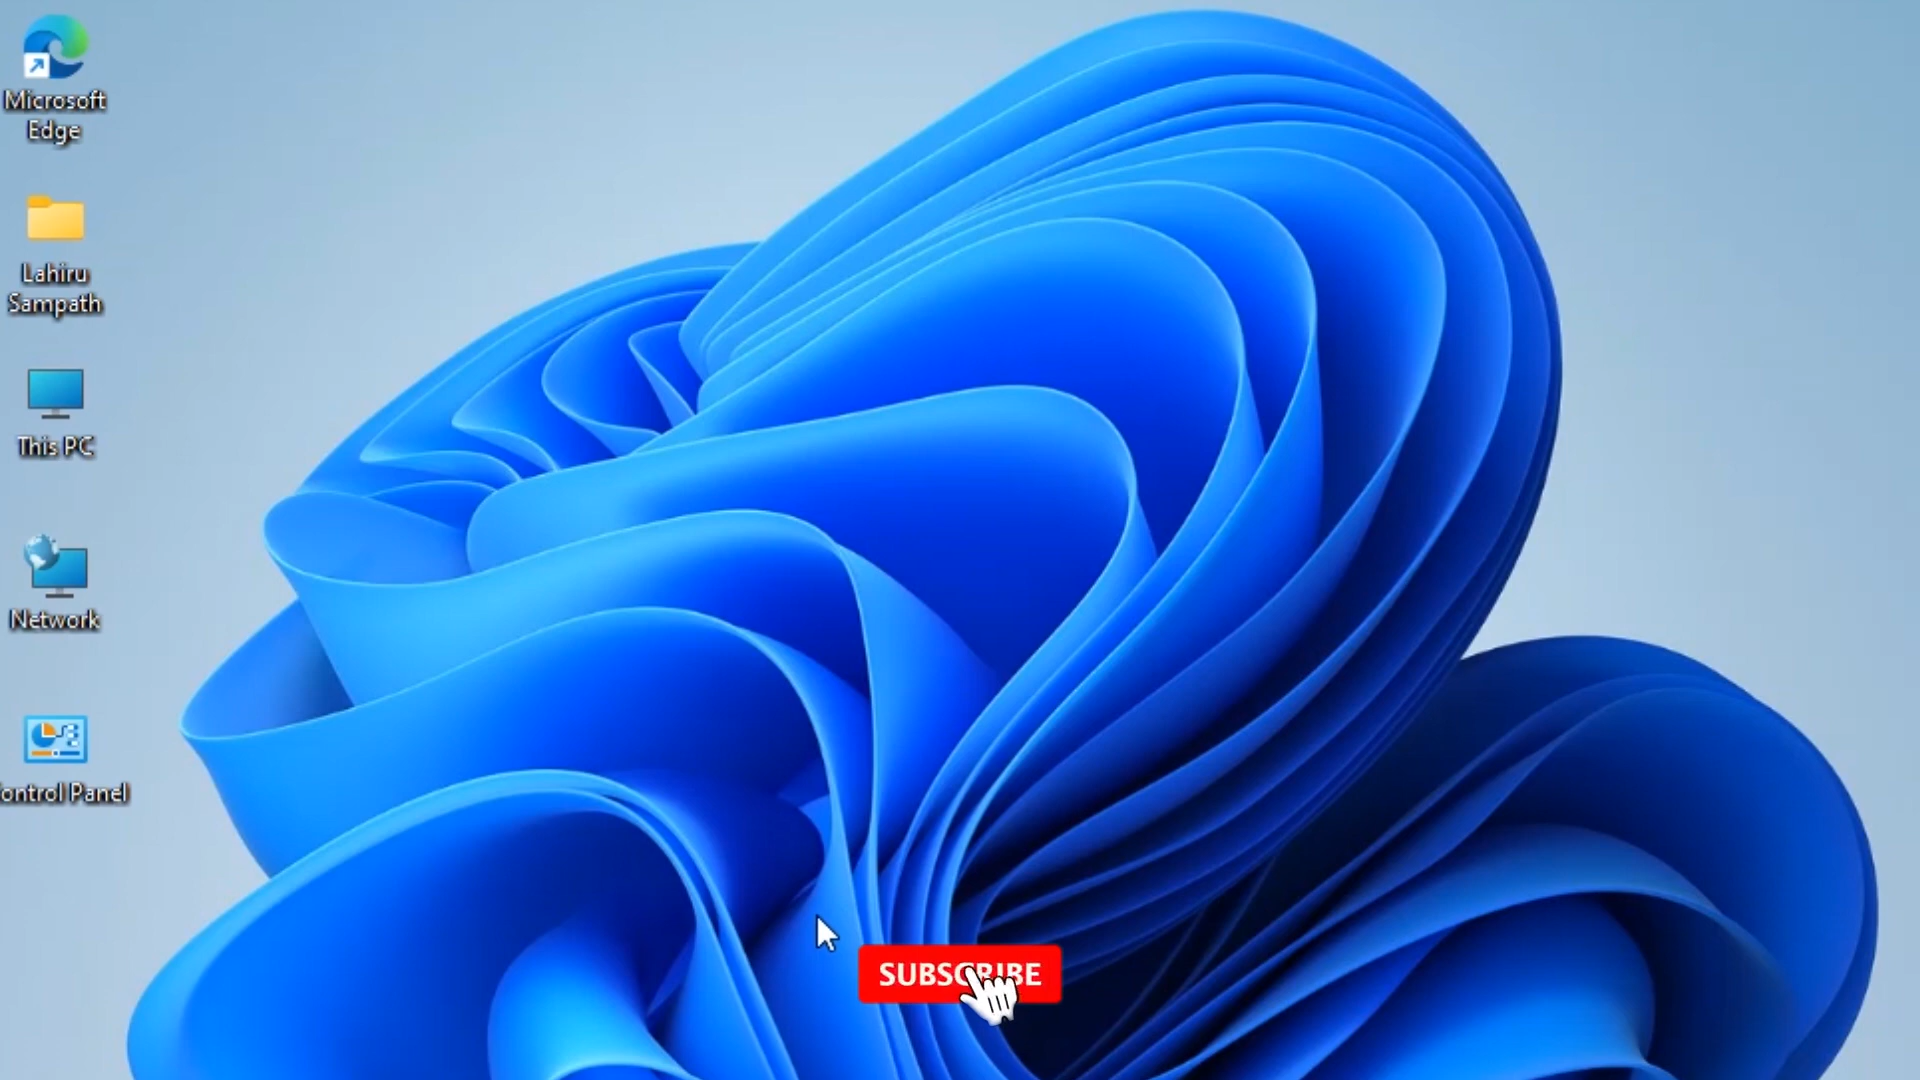 Microsoft
Edge
Lahiru
Sampath
This PC
Network
ontrol Panel
SUBSCRIBE